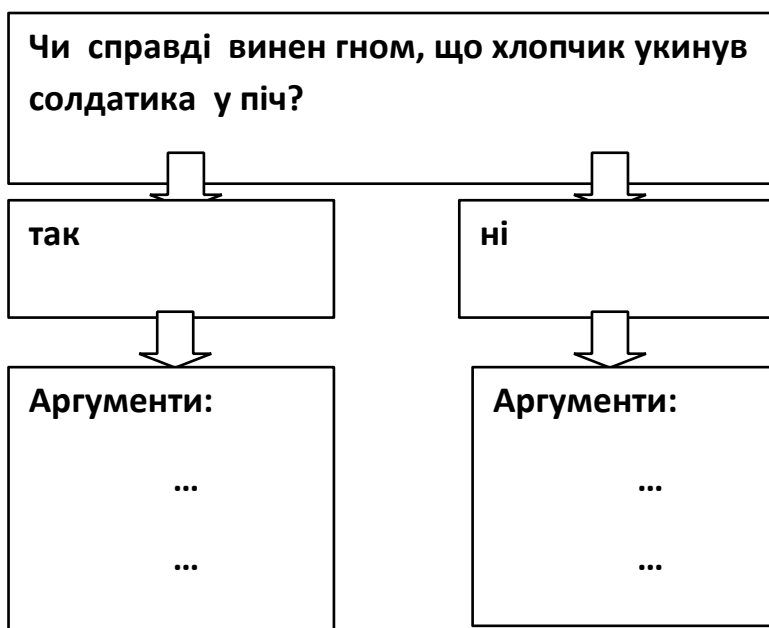 Чи справді винен гном, що хлопчик укинув
солдатика у піч?
так
ні
Аргументи:
...
...
Аргументи:
...
...